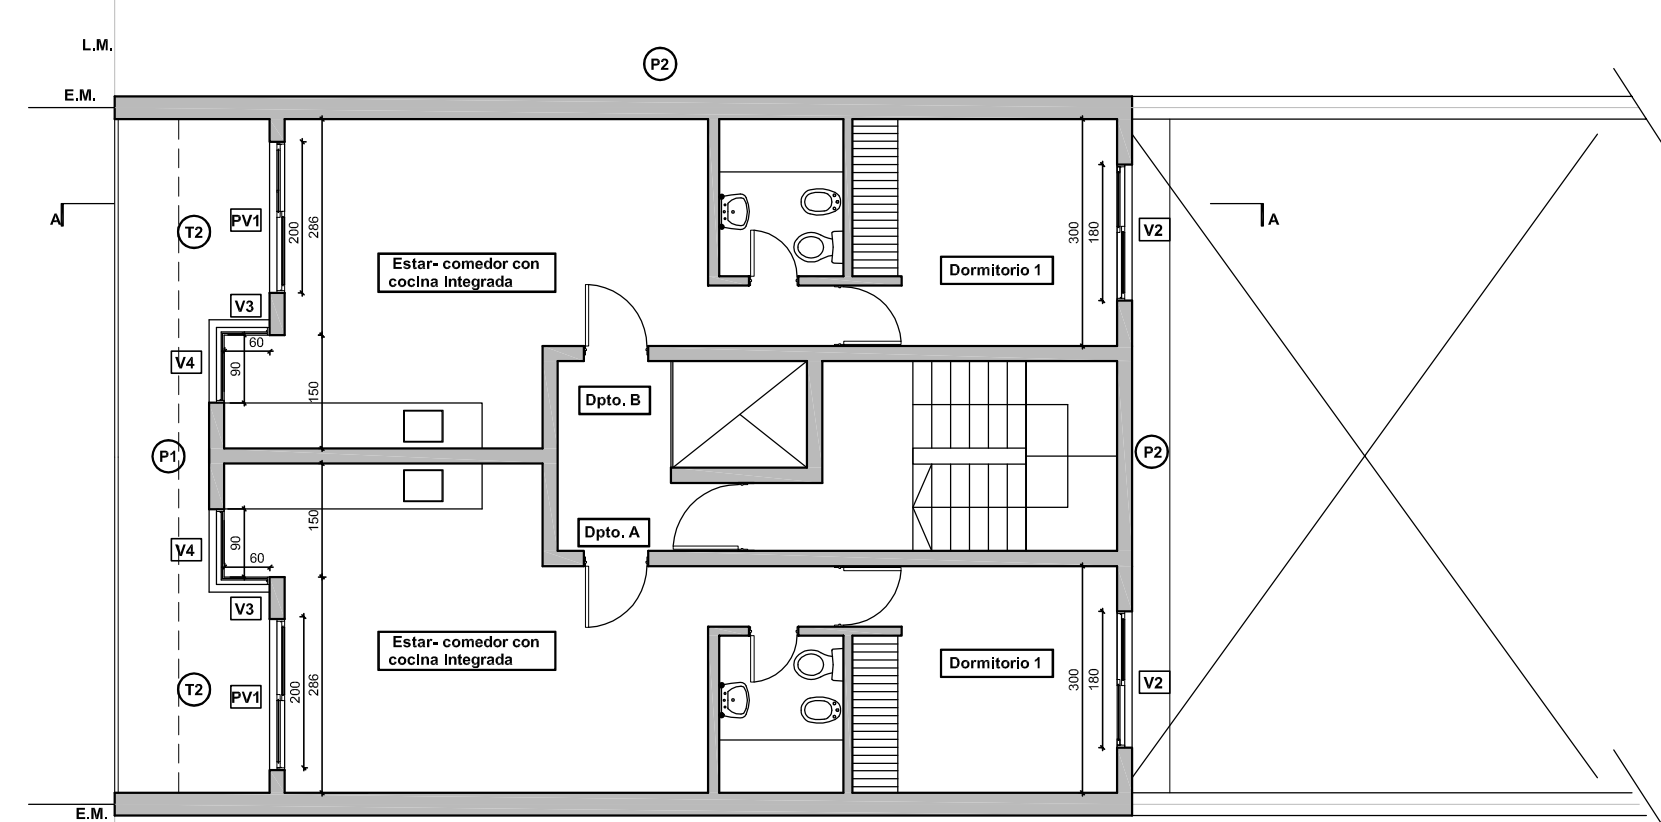 L.M.
P2
E.M.
A
A
T2
PV1
200
286
300
180
V2
Estar- comedor con
cocina integrada
Dormitorio 1
V3
60
V4
90
150
Dpto. B
P1
P2
150
Dpto. A
V4
90
60
V3
Estar- comedor con
cocina integrada
Dormitorio 1
T2
PV1
200
286
300
180
V2
E.M.